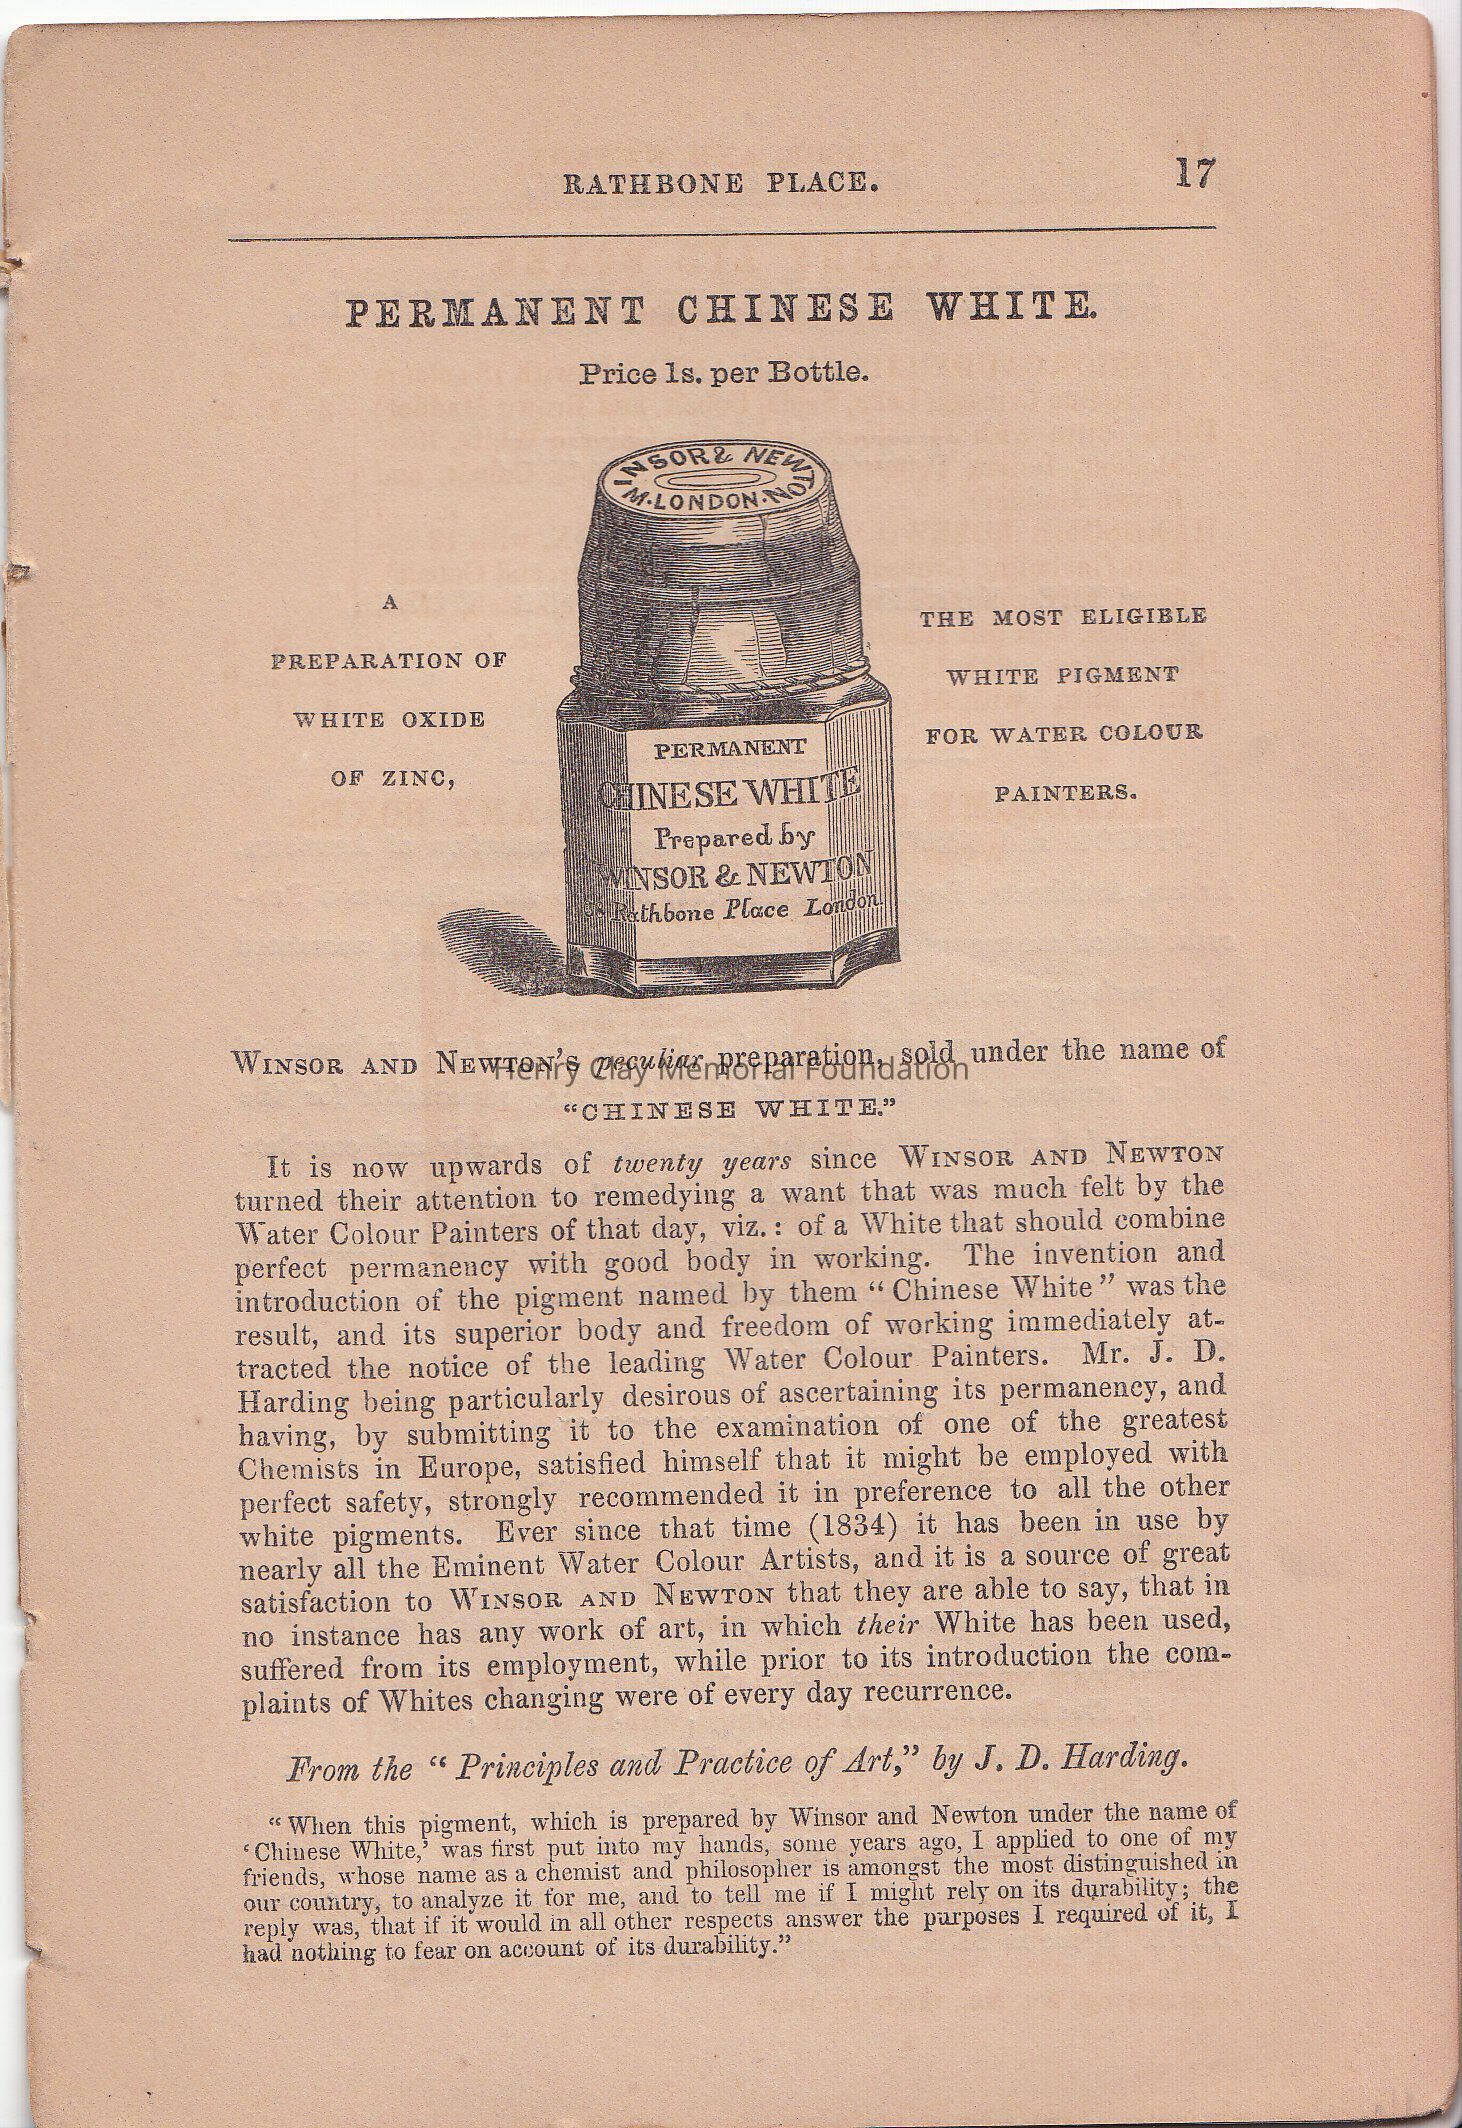 RATHBONE PLACE.
17
PERMANENT CHINESE WHITE.
Price 1s. per Bottle.
WINSOR & NEWTON
LONDON
A
PREPARATION OF
WHITE OXIDE
OF ZINC,
PERMANENT
CHINESE WHITE
Prepared by
WINSOR & NEWTON
38 Rathbone Place London
THE MOST ELIGIBLE
WHITE PIGMENT
FOR WATER COLOUR
PAINTERS.
WINSOR AND NEWTON'S peculiar preparation, sold under the name of
Henry Clay Memorial Foundation
“CHINESE WHITE.”
It is now upwards of twenty years since WINSOR AND NEWTON
turned their attention to remedying a want that was much felt by the
Water Colour Painters of that day, viz.: of a White that should combine
perfect permanency with good body in working. The invention and
introduction of the pigment named by them “Chinese White” was the
result, and its superior body and freedom of working immediately at-
tracted the notice of the leading Water Colour Painters. Mr. J. D.
Harding being particularly desirous of ascertaining its permanency, and
having, by submitting it to the examination of one of the greatest
Chemists in Europe, satisfied himself that it might be employed with
perfect safety, strongly recommended it in preference to all the other
white pigments. Ever since that time (1834) it has been in use by
nearly all the Eminent Water Colour Artists, and it is a source of great
satisfaction to WINSOR AND NEWTON that they are able to say, that in
no instance has any work of art, in which their White has been used,
suffered from its employment, while prior to its introduction the com-
plaints of Whites changing were of every day recurrence.
From the “Principles and Practice of Art,” by J. D. Harding.
“When this pigment, which is prepared by Winsor and Newton under the name of
‘Chinese White,’ was first put into my hands, some years ago, I applied to one of my
friends, whose name as a chemist and philosopher is amongst the most distinguished in
our country, to analyze it for me, and to tell me if I might rely on its durability; the
reply was, that if it would in all other respects answer the purposes I required of it, I
had nothing to fear on account of its durability.”